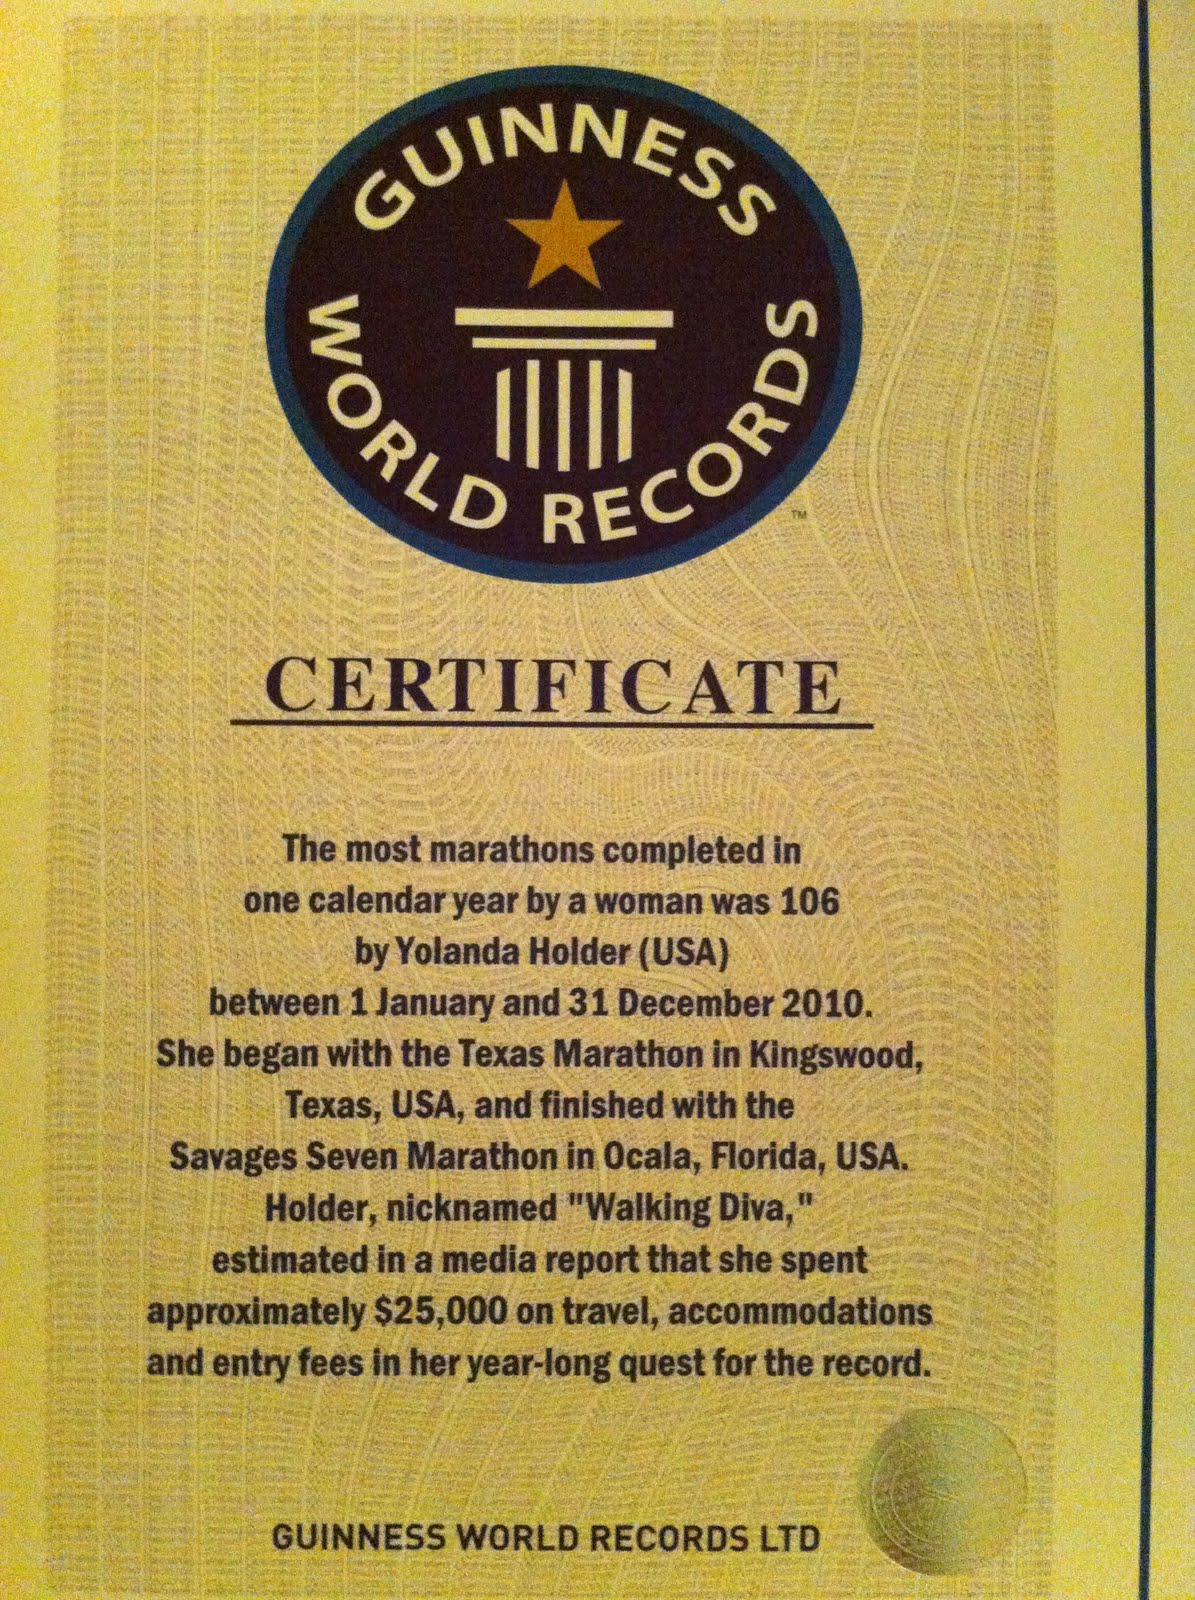 GUINNESS
WORLD RECORDS
™
CERTIFICATE
The most marathons completed in
one calendar year by a woman was 106
by Yolanda Holder (USA)
between 1 January and 31 December 2010.
She began with the Texas Marathon in Kingswood,
Texas, USA, and finished with the
Savages Seven Marathon in Ocala, Florida, USA.
Holder, nicknamed "Walking Diva,"
estimated in a media report that she spent
approximately $25,000 on travel, accommodations
and entry fees in her year-long quest for the record.
GUINNESS WORLD RECORDS LTD